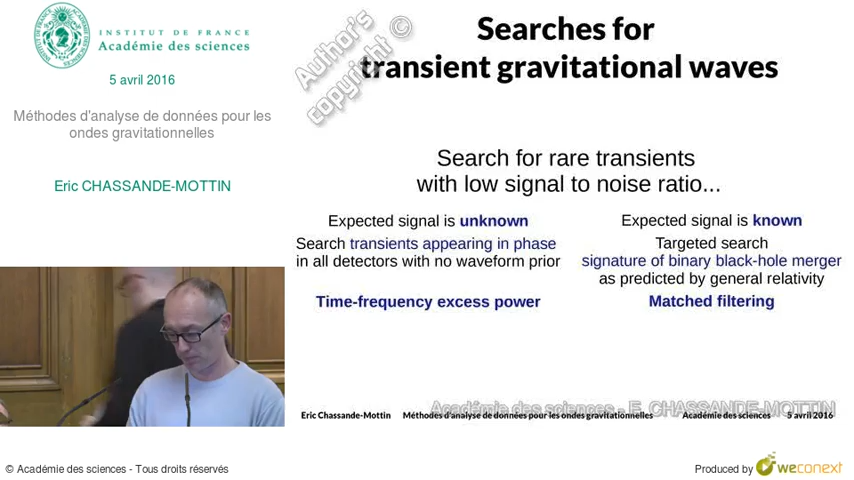 INSTITUT DE FRANCE
Académie des sciences
5 avril 2016
Méthodes d'analyse de données pour les
ondes gravitationnelles
Eric CHASSANDE-MOTTIN
Author's
copyright ©
Searches for
transient gravitational waves
Search for rare transients
with low signal to noise ratio...
Expected signal is unknown
Search transients appearing in phase
in all detectors with no waveform prior
Time-frequency excess power
Expected signal is known
Targeted search
signature of binary black-hole merger
as predicted by general relativity
Matched filtering
Académie des sciences - E. CHASSANDE-MOTTIN
Eric Chassande-Mottin Méthodes d'analyse de données pour les ondes gravitationnelles Académie des sciences 5 avril 2016
© Académie des sciences - Tous droits réservés
Produced by weconext